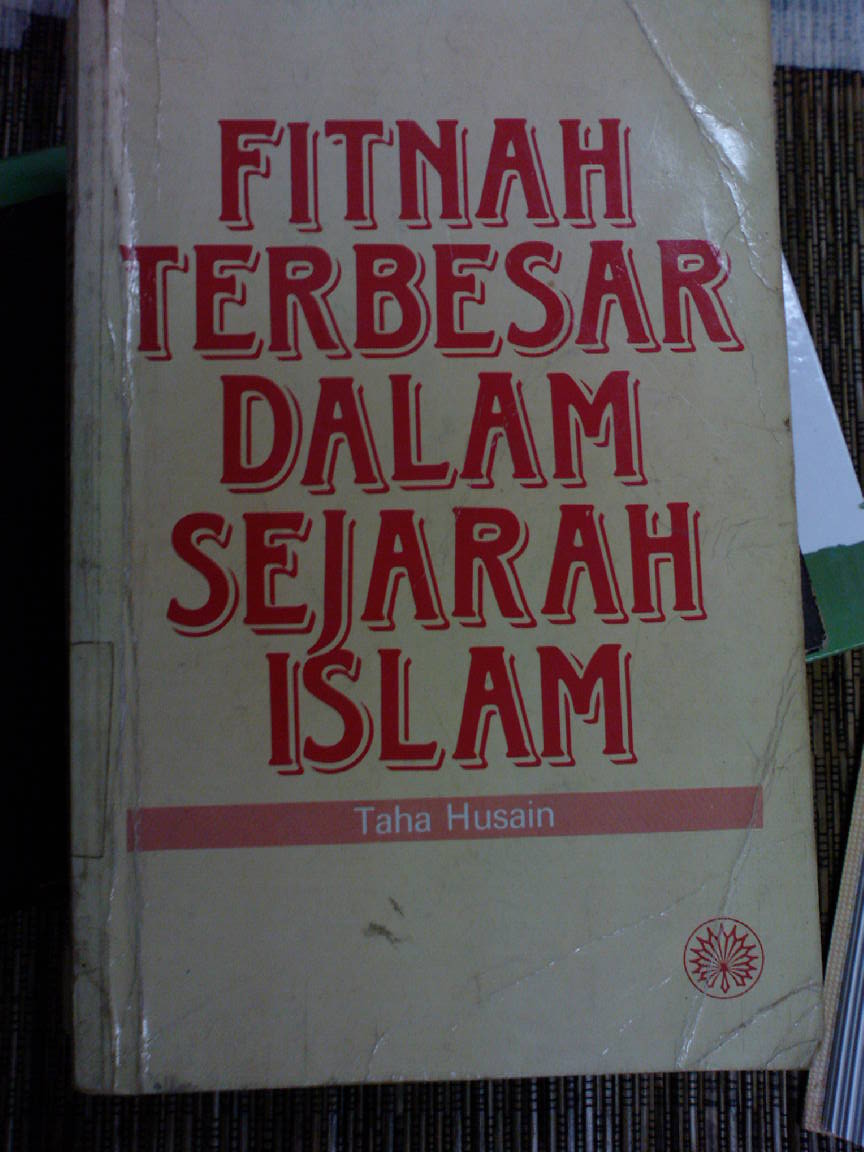 FITNAH
TERBESAR
DALAM
SEJARAH
ISLAM
Taha Husain